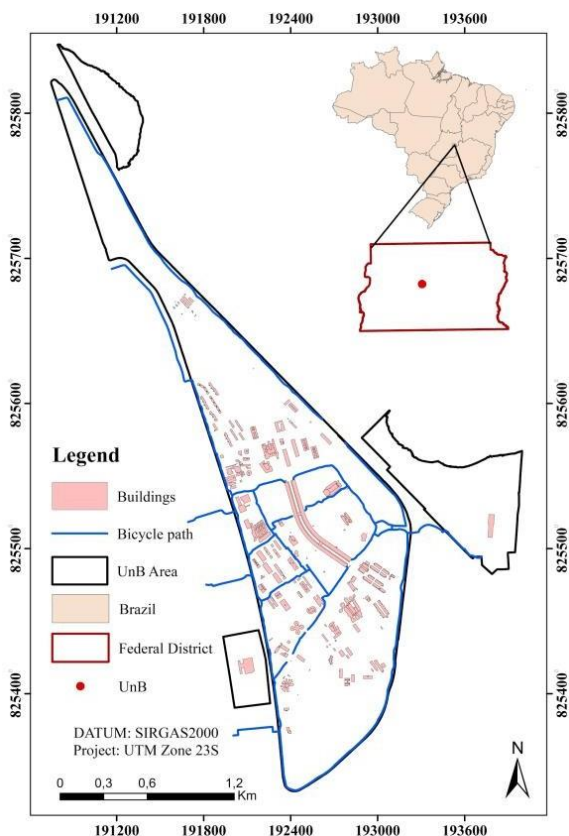 191200 191800 192400 193000 193600
825800
825700
825600
825500
825400
825800
825700
825600
825500
825400
Legend
Buildings
Bicycle path
UnB Area
Brazil
Federal District
UnB
DATUM: SIRGAS2000
Project: UTM Zone 23S
0 0,3 0,6 1,2
Km
N
191200 191800 192400 193000 193600